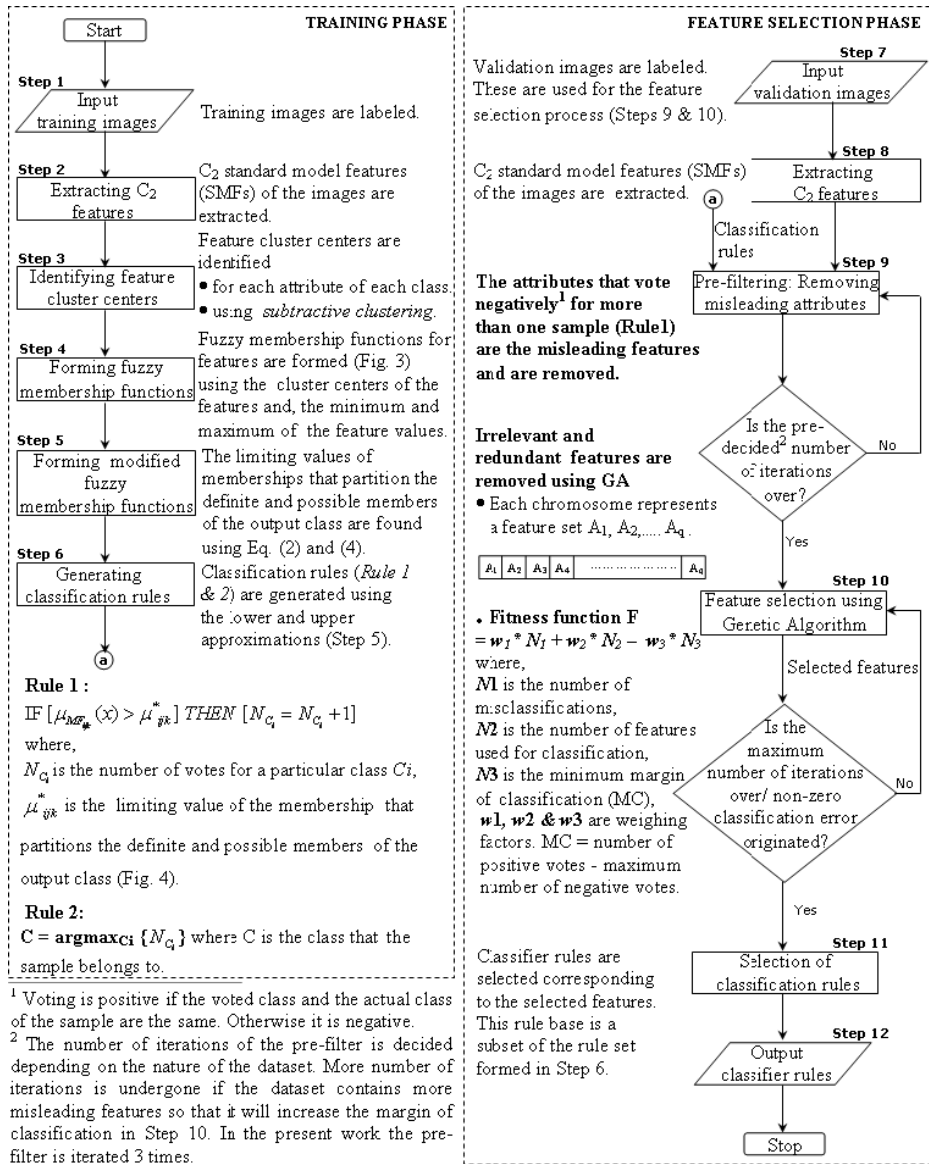 TRAINING PHASE
Start
Step 1
Input
training images
Training images are labeled.
Step 2
Extracting C2
features
C2 standard model features
(SMFs) of the images are
extracted.
Step 3
Identifying feature
cluster centers
Feature cluster centers are
identified
• for each attribute of each class.
• using subtractive clustering.
Step 4
Forming fuzzy
membership functions
Fuzzy membership functions for
features are formed (Fig. 3)
using the cluster centers of the
features and, the minimum and
maximum of the feature values.
Step 5
Forming modified
fuzzy
membership functions
The limiting values of
memberships that partition the
definite and possible members
of the output class are found
using Eq. (2) and (4).
Step 6
Generating
classification rules
Classification rules (Rule 1
& 2) are generated using
the lower and upper
approximations (Step 5).
a
Rule 1 :
IF [μMFijk(x) > μ*ijk] THEN [NCi = NCi +1]
where,
NCi is the number of votes for a particular class Ci,
μ*ijk is the limiting value of the membership that
partitions the definite and possible members of the
output class (Fig. 4).
Rule 2:
C = argmaxCi {NCi} where C is the class that the
sample belongs to.
1 Voting is positive if the voted class and the actual class
of the sample are the same. Otherwise it is negative.
2 The number of iterations of the pre-filter is decided
depending on the nature of the dataset. More number of
iterations is undergone if the dataset contains more
misleading features so that it will increase the margin of
classification in Step 10. In the present work the pre-
filter is iterated 3 times.
FEATURE SELECTION PHASE
Step 7
Input
validation images
Validation images are labeled.
These are used for the feature
selection process (Steps 9 & 10).
Step 8
Extracting
C2 features
C2 standard model features (SMFs)
of the images are extracted.
a
Classification
rules
Step 9
Pre-filtering: Removing
misleading attributes
The attributes that vote
negatively1 for more
than one sample (Rule1)
are the misleading features
and are removed.
Is the pre-
decided2 number
of iterations
over?
No
Yes
Irrelevant and
redundant features are
removed using GA
• Each chromosome represents
a feature set A1, A2,..... Aq .
A1 A2 A3 A4 ..................... Aq
Step 10
Feature selection using
Genetic Algorithm
Selected features
• Fitness function F
= w1* N1 + w2* N2 – w3* N3
where,
N1 is the number of
misclassifications,
N2 is the number of features
used for classification,
N3 is the minimum margin
of classification (MC),
w1, w2 & w3 are weighing
factors. MC = number of
positive votes - maximum
number of negative votes.
Is the
maximum
number of iterations
over/ non-zero
classification error
originated?
No
Yes
Step 11
Selection of
classification rules
Classifier rules are
selected corresponding
to the selected features.
This rule base is a
subset of the rule set
formed in Step 6.
Step 12
Output
classifier rules
Stop